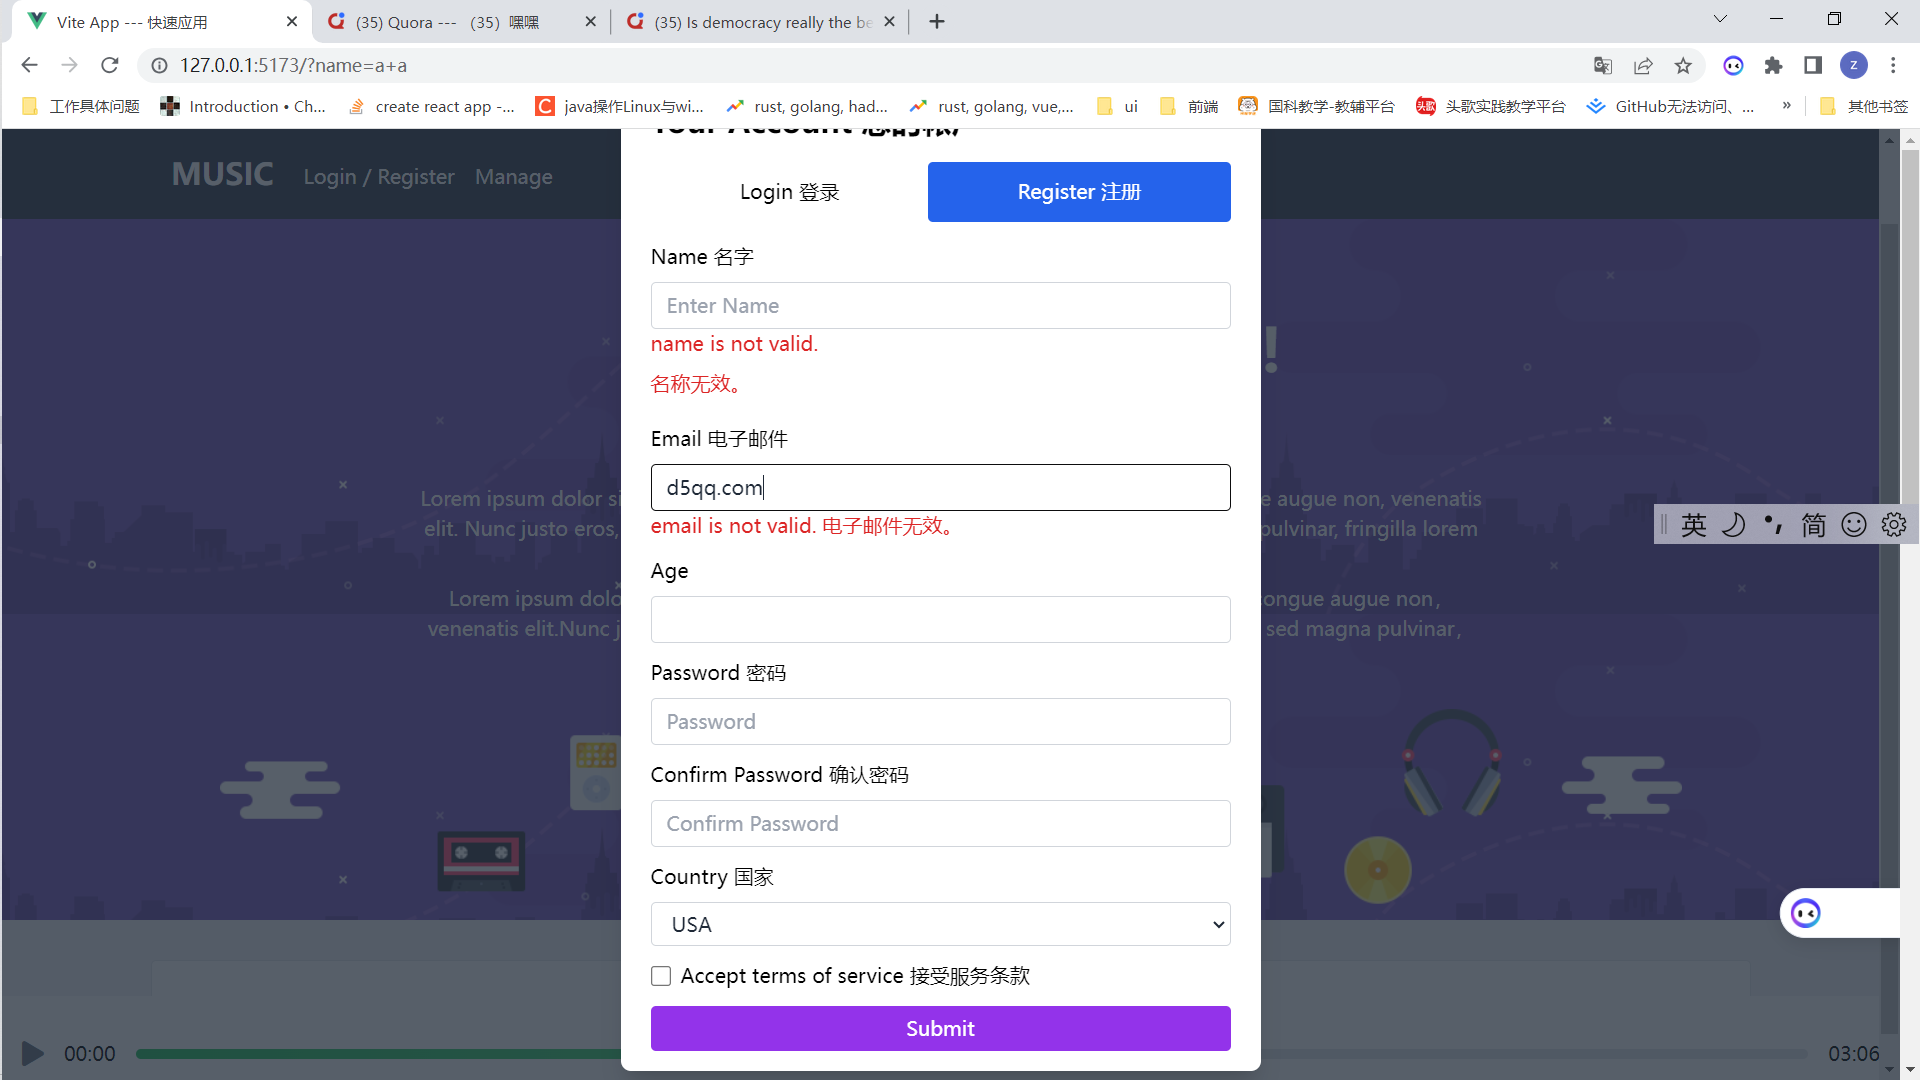 Vite App --- 快速应用
(35) Quora --- （35）嘿嘿
(35) Is democracy really the be
127.0.0.1:5173/?name=a+a
z
工作具体问题
Introduction • Ch...
create react app -...
java操作Linux与wi...
rust, golang, had...
rust, golang, vue,...
ui
前端
国科教学-教辅平台
头歌
头歌实践教学平台
GitHub无法访问、...
»
其他书签
MUSIC
Login / Register
Manage
Your Account 您的帐户
Login 登录
Register 注册
Name 名字
Enter Name
name is not valid.
名称无效。
!
Email 电子邮件
d5qq.com
email is not valid. 电子邮件无效。
Lorem ipsum dolor si
e augue non, venenatis
elit. Nunc justo eros,
pulvinar, fringilla lorem
英
简
Age
Lorem ipsum dolo
ongue augue non，
venenatis elit.Nunc j
sed magna pulvinar，
Password 密码
Password
Confirm Password 确认密码
Confirm Password
Country 国家
USA
Accept terms of service 接受服务条款
Submit
00:00
03:06